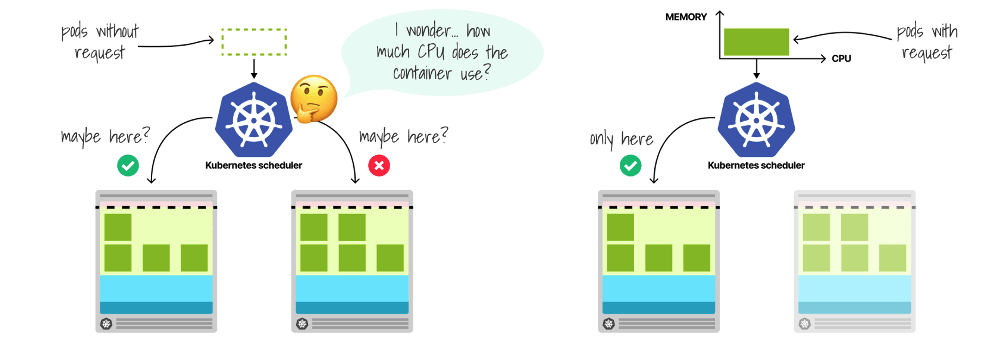 pods without
request
I wonder... how
much CPU does the
container use?
maybe here?
maybe here?
Kubernetes scheduler
MEMORY
CPU
pods with
request
only here
Kubernetes scheduler